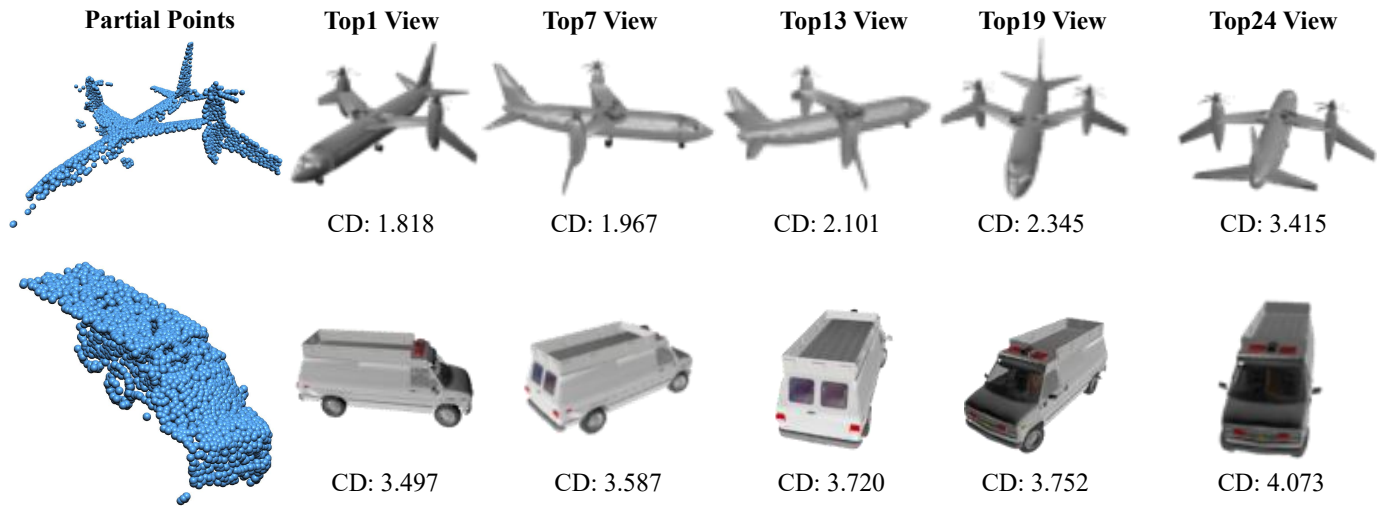 Partial Points Top1 View Top7 View Top13 View Top19 View Top24 View
CD: 1.818 CD: 1.967 CD: 2.101 CD: 2.345 CD: 3.415
CD: 3.497 CD: 3.587 CD: 3.720 CD: 3.752 CD: 4.073